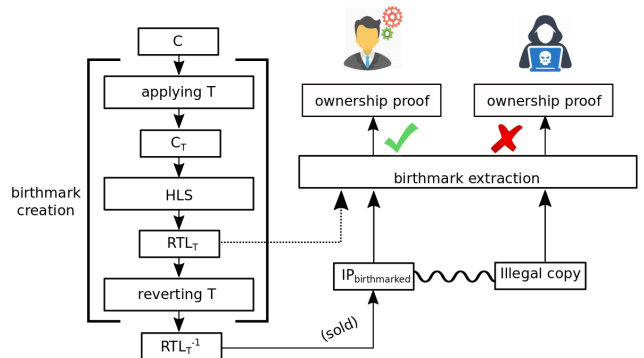 C
applying T
C_T
HLS
RTL_T
reverting T
RTL_T^-1
birthmark
creation
(sold)
ownership proof
ownership proof
birthmark extraction
IP_birthmarked
Illegal copy